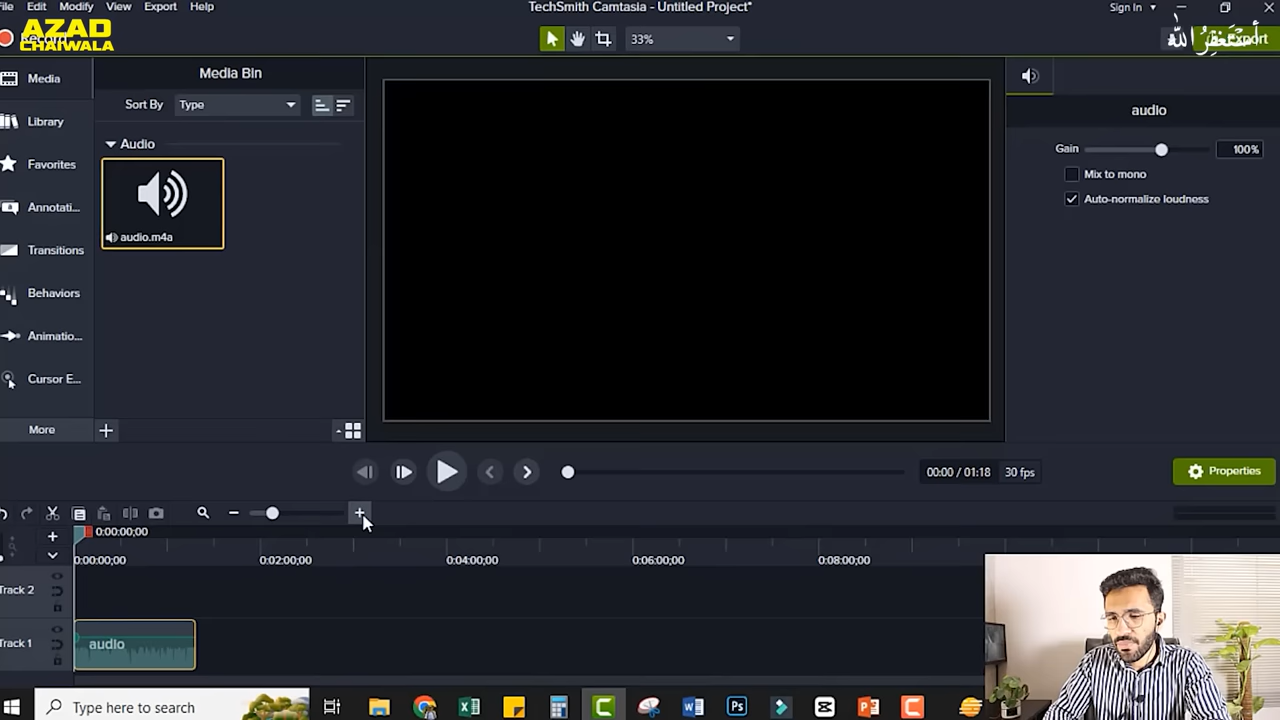 File Edit Modify View Export Help
TechSmith Camtasia - Untitled Project*
Sign In
AZAD
CHAIWALA
33%
أستغفر الله
Export
Media
Library
Favorites
Annotati...
Transitions
Behaviors
Animatio...
Cursor E...
More
Media Bin
Sort By Type
Audio
audio.m4a
audio
Gain 100%
Mix to mono
Auto-normalize loudness
00:00 / 01:18 30 fps
Properties
0:00:00;00
0:00:00;00 0:02:00;00 0:04:00;00 0:06:00;00 0:08:00;00
Track 2
Track 1
audio
Type here to search